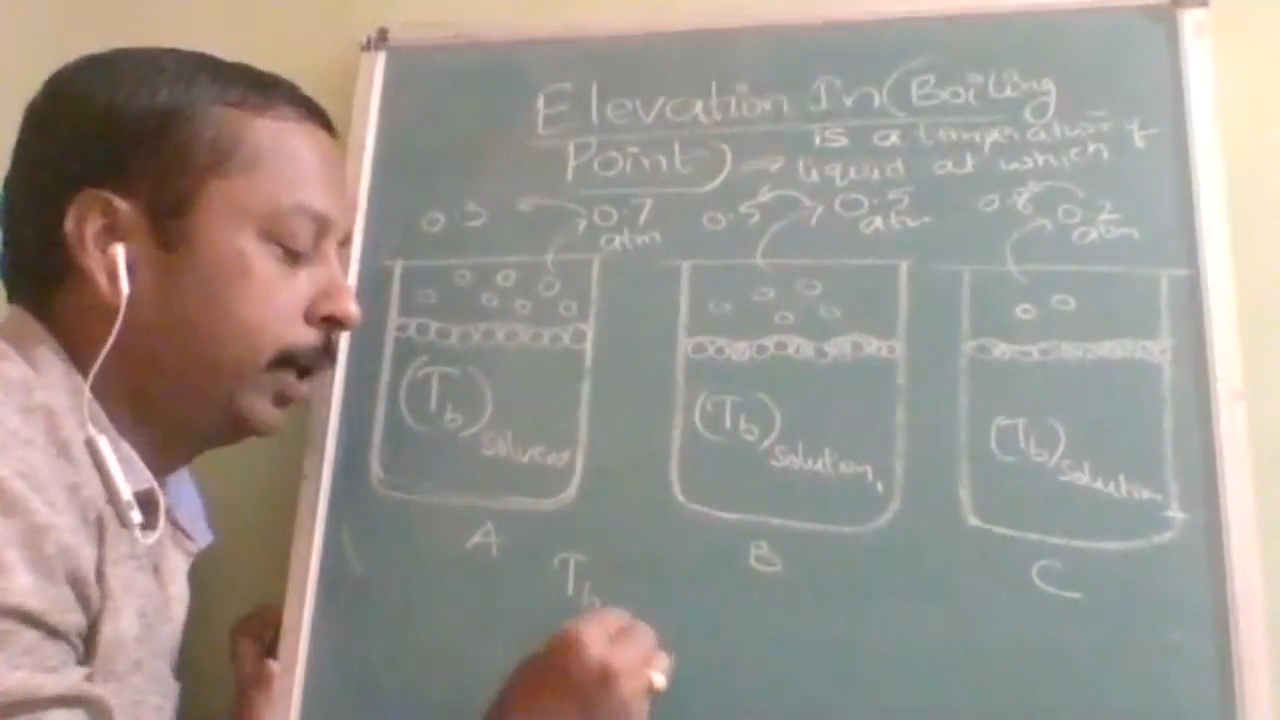 Elevation In (Boiling
is a temperature of
Point) → liquid at which
0.3 0.7
atm
0.5 0.5
atm
0.8 0.2
atm
(Tb)
solvent
(Tb)
solution,
(Tb)
solution
A
B
C
Tb